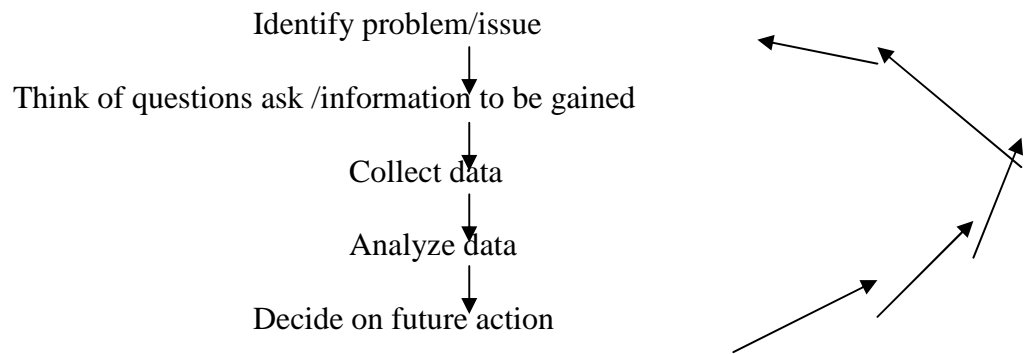 Identify problem/issue
Think of questions ask /information to be gained
Collect data
Analyze data
Decide on future action